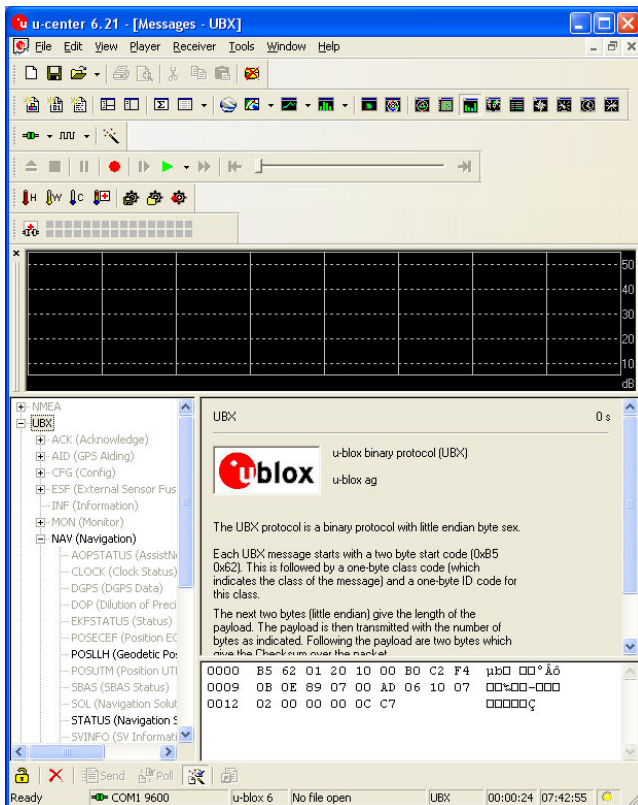 u-center 6.21 - [Messages - UBX]
File Edit View Player Receiver Tools Window Help
H W C
50
40
30
20
10
dB
NMEA
UBX
ACK (Acknowledge)
AID (GPS Aiding)
CFG (Config)
ESF (External Sensor Fus
INF (Information)
MON (Monitor)
NAV (Navigation)
AOPSTATUS (AssistN
CLOCK (Clock Status)
DGPS (DGPS Data)
DOP (Dilution of Preci
EKFSTATUS (Status)
POSECEF (Position EC
POSLLH (Geodetic Pos
POSUTM (Position UTI
SBAS (SBAS Status)
SOL (Navigation Solut
STATUS (Navigation S
SVINFO (SV Informati
UBX 0 s
ublox
u-blox binary protocol (UBX)
u-blox ag
The UBX protocol is a binary protocol with little endian byte sex.
Each UBX message starts with a two byte start code (0xB5
0x62). This is followed by a one-byte class code (which
indicates the class of the message) and a one-byte ID code for
this class.
The next two bytes (little endian) give the length of the
payload. The payload is then transmitted with the number of
bytes as indicated. Following the payload are two bytes which
give the Checksum over the packet
0000 B5 62 01 20 10 00 B0 C2 F4 µb□ □□°Âô
0009 0B 0E 89 07 00 AD 06 10 07 □□‰□□-□□□
0012 02 00 00 00 0C C7 □□□□□Ç
Send Poll
Ready COM1 9600 u-blox 6 No file open UBX 00:00:24 07:42:55